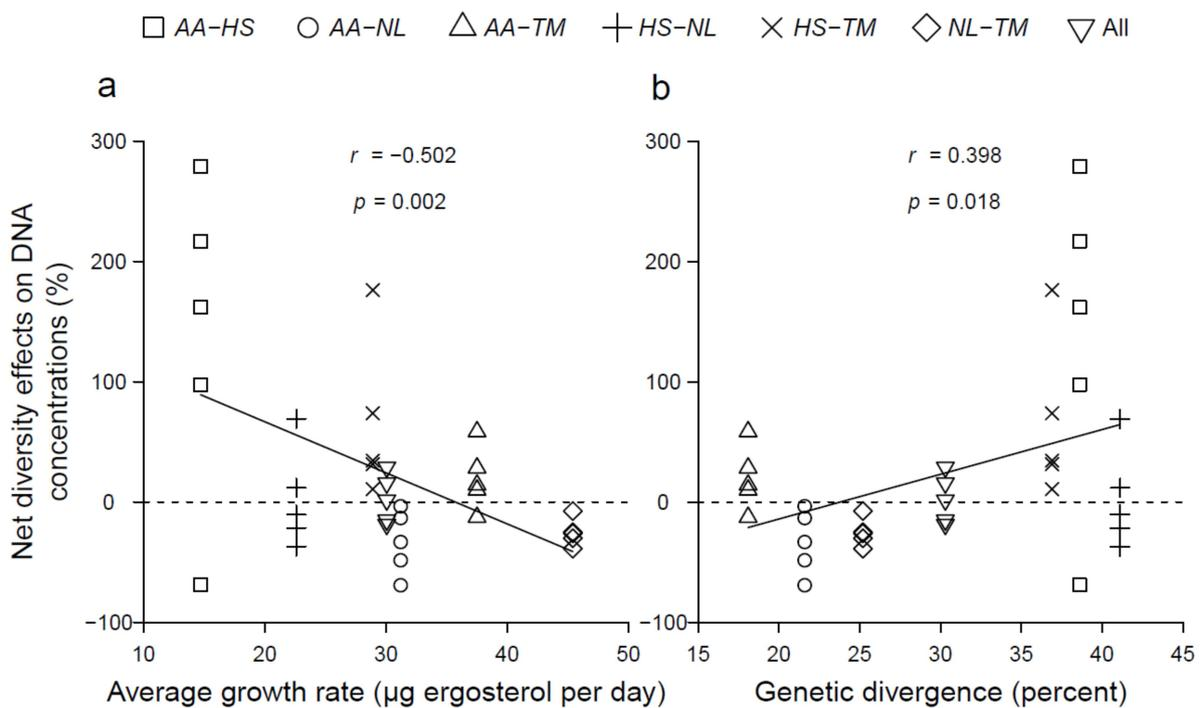 AA−HS AA−NL AA−TM HS−NL HS−TM NL−TM All
a
b
300
200
100
0
−100
r = −0.502
p = 0.002
10 20 30 40 50
Average growth rate (µg ergosterol per day)
Net diversity effects on DNA
concentrations (%)
300
200
100
0
−100
r = 0.398
p = 0.018
15 20 25 30 35 40 45
Genetic divergence (percent)